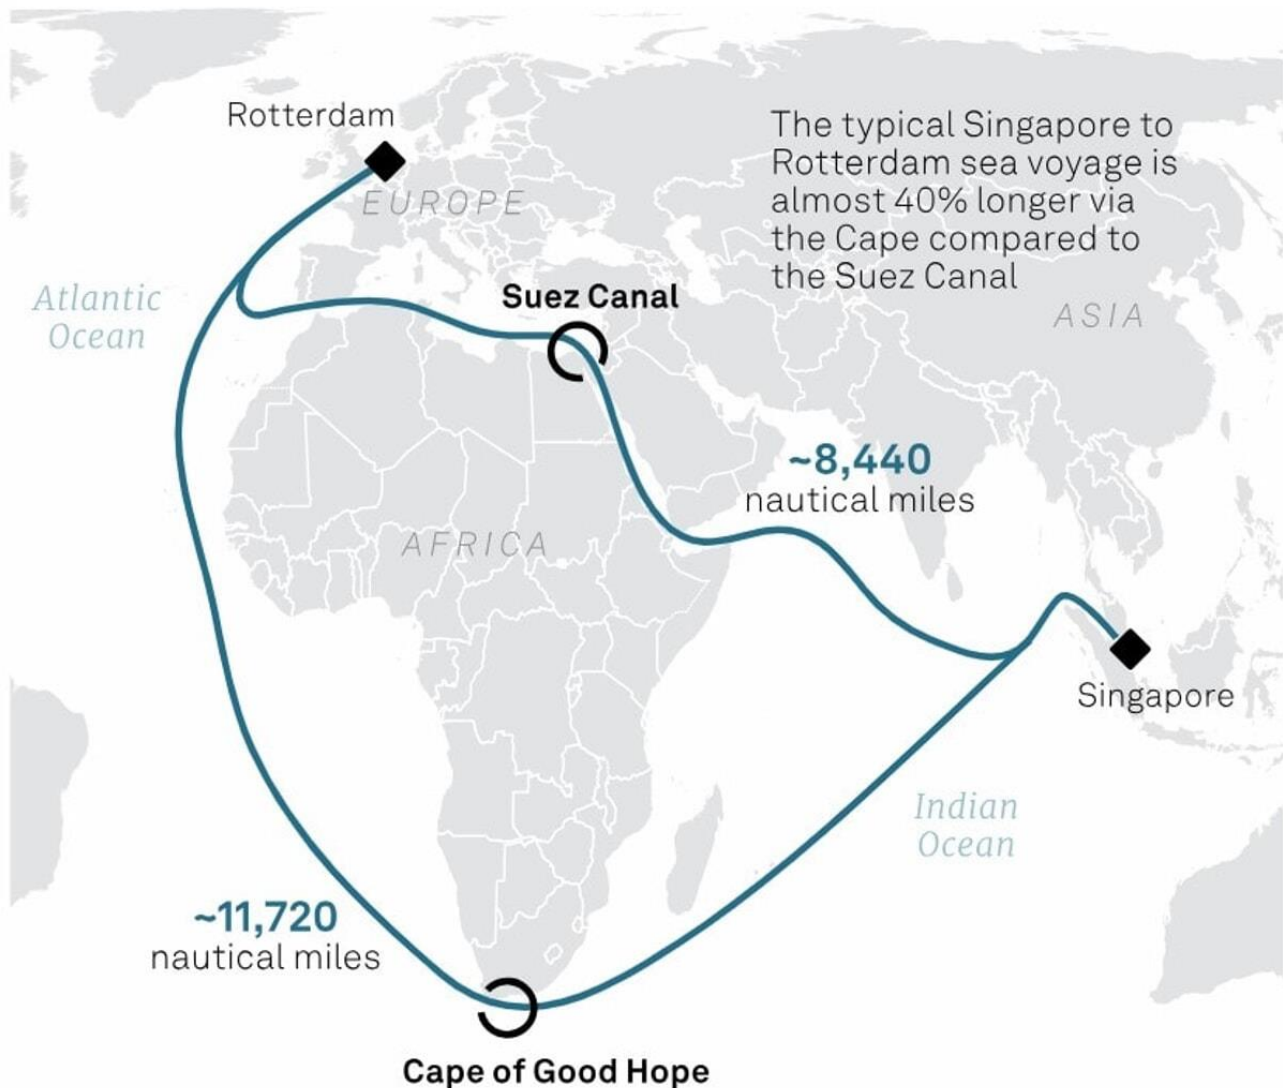 Rotterdam
The typical Singapore to
Rotterdam sea voyage is
almost 40% longer via
the Cape compared to
the Suez Canal
EUROPE
Atlantic
Ocean
Suez Canal
ASIA
~8,440
nautical miles
AFRICA
Singapore
Indian
Ocean
~11,720
nautical miles
Cape of Good Hope